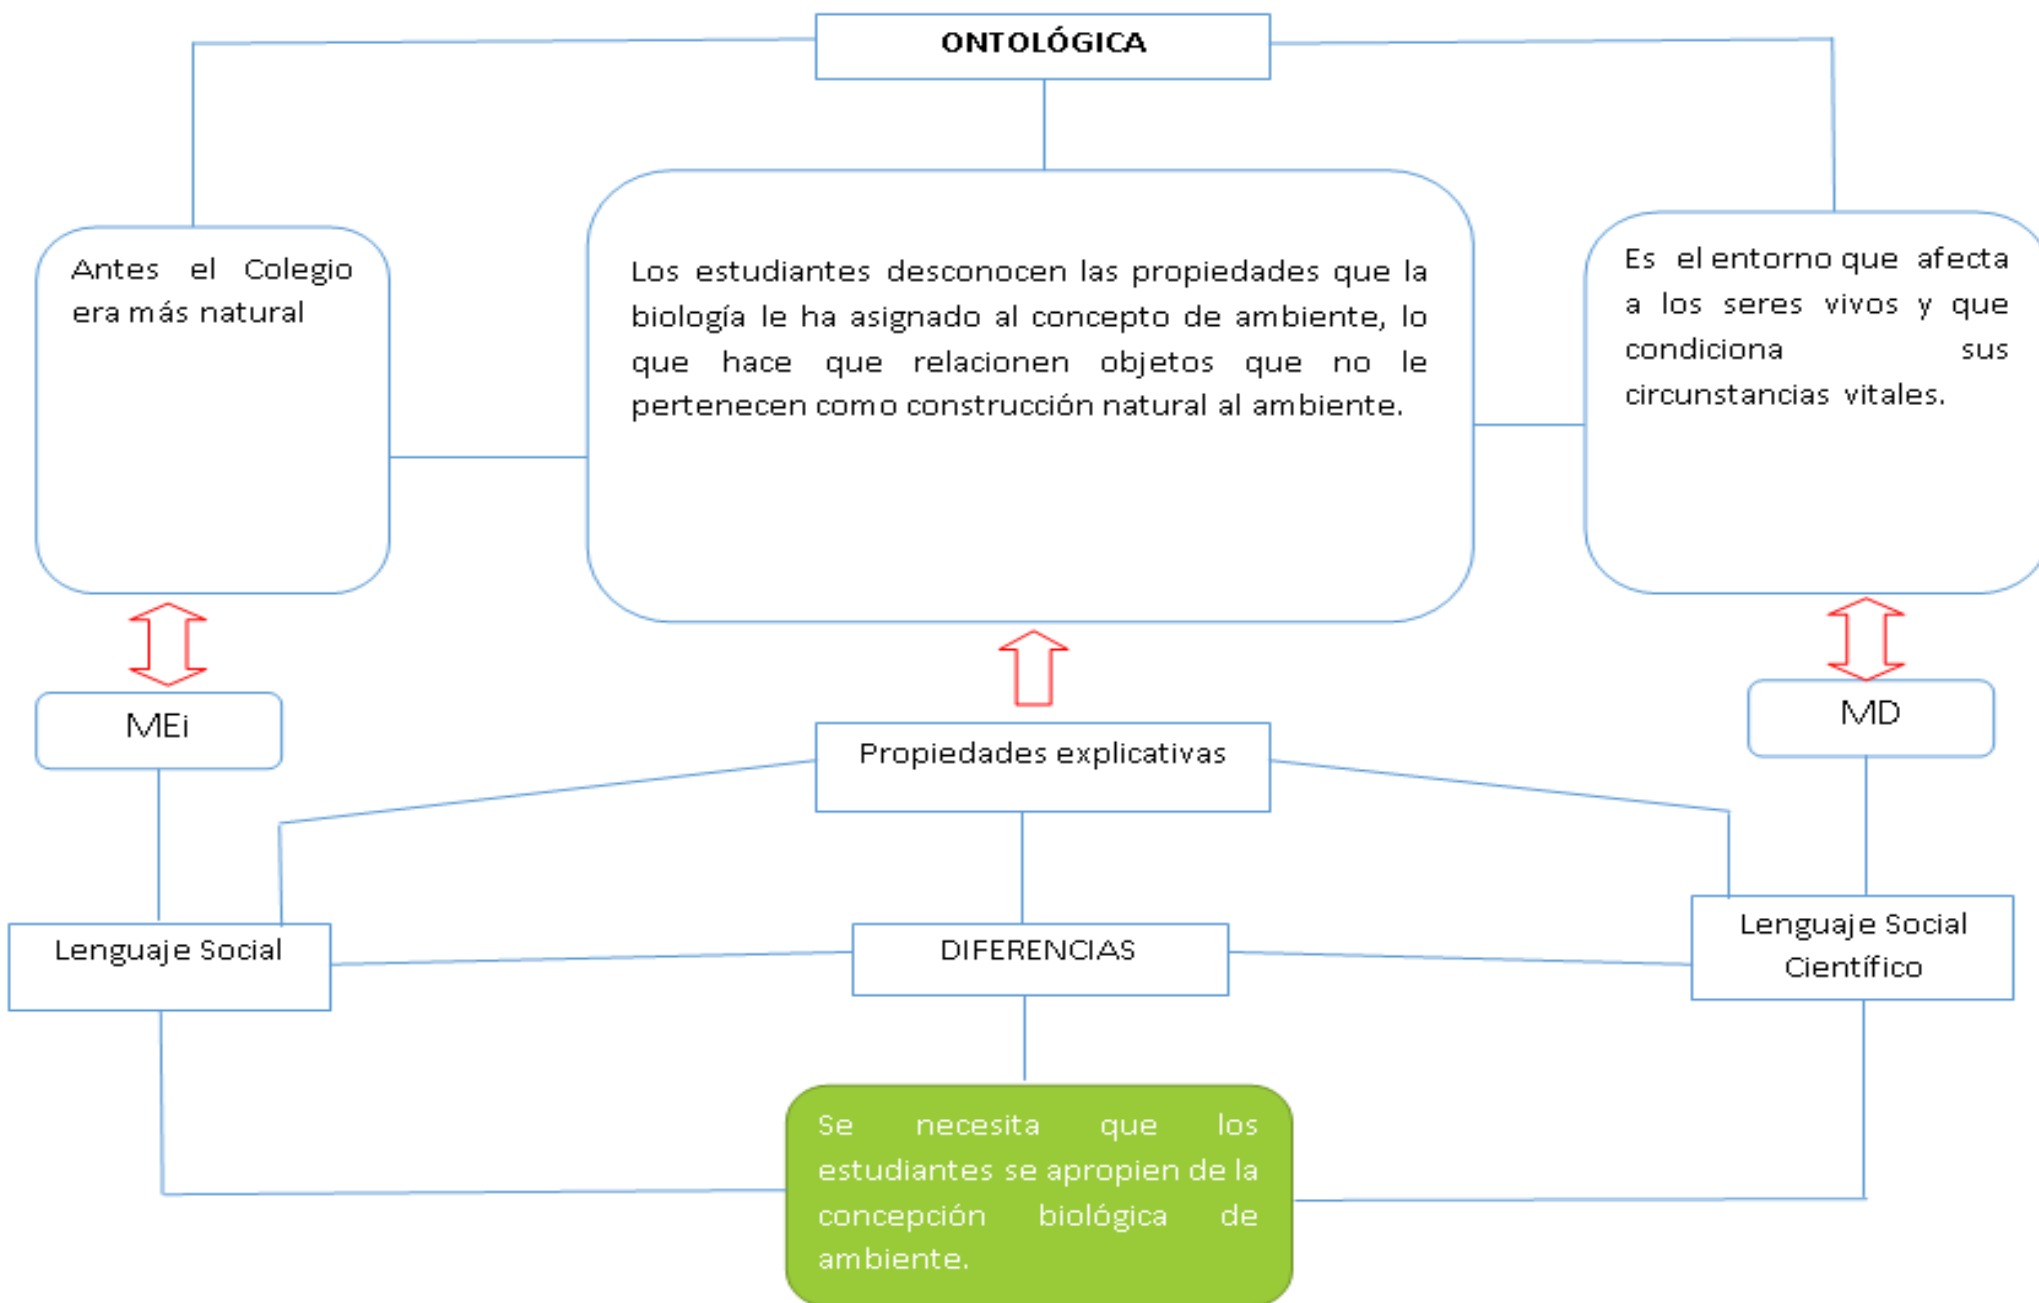 ONTOLÓGICA
Antes el Colegio
era más natural
Los estudiantes desconocen las propiedades que la
biología le ha asignado al concepto de ambiente, lo
que hace que relacionen objetos que no le
pertenecen como construcción natural al ambiente.
Es el entorno que afecta
a los seres vivos y que
condiciona sus
circunstancias vitales.
MEi
Propiedades explicativas
MD
Lenguaje Social
DIFERENCIAS
Lenguaje Social
Científico
Se necesita que los
estudiantes se apropien de la
concepción biológica de
ambiente.